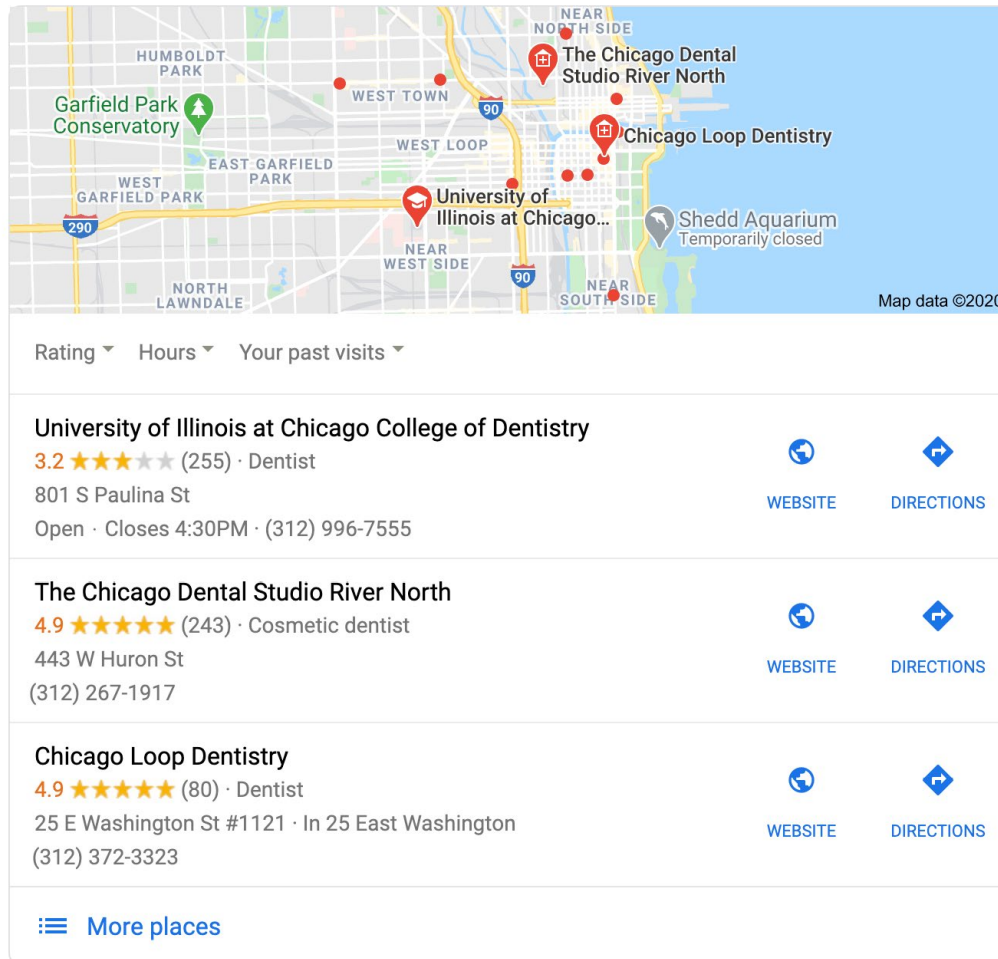 NEAR
NORTH SIDE
The Chicago Dental
Studio River North
HUMBOLDT
PARK
WEST TOWN
90
Garfield Park
Conservatory
Chicago Loop Dentistry
WEST LOOP
EAST GARFIELD
PARK
WEST
GARFIELD PARK
University of
Illinois at Chicago...
290
Shedd Aquarium
Temporarily closed
NEAR
WEST SIDE
90
NORTH
LAWNDALE
NEAR
SOUTH SIDE
Map data ©2020
Rating Hours Your past visits
University of Illinois at Chicago College of Dentistry
3.2 (255) · Dentist
801 S Paulina St
Open · Closes 4:30PM · (312) 996-7555
WEBSITE DIRECTIONS
The Chicago Dental Studio River North
4.9 (243) · Cosmetic dentist
443 W Huron St
(312) 267-1917
WEBSITE DIRECTIONS
Chicago Loop Dentistry
4.9 (80) · Dentist
25 E Washington St #1121 · In 25 East Washington
(312) 372-3323
WEBSITE DIRECTIONS
More places